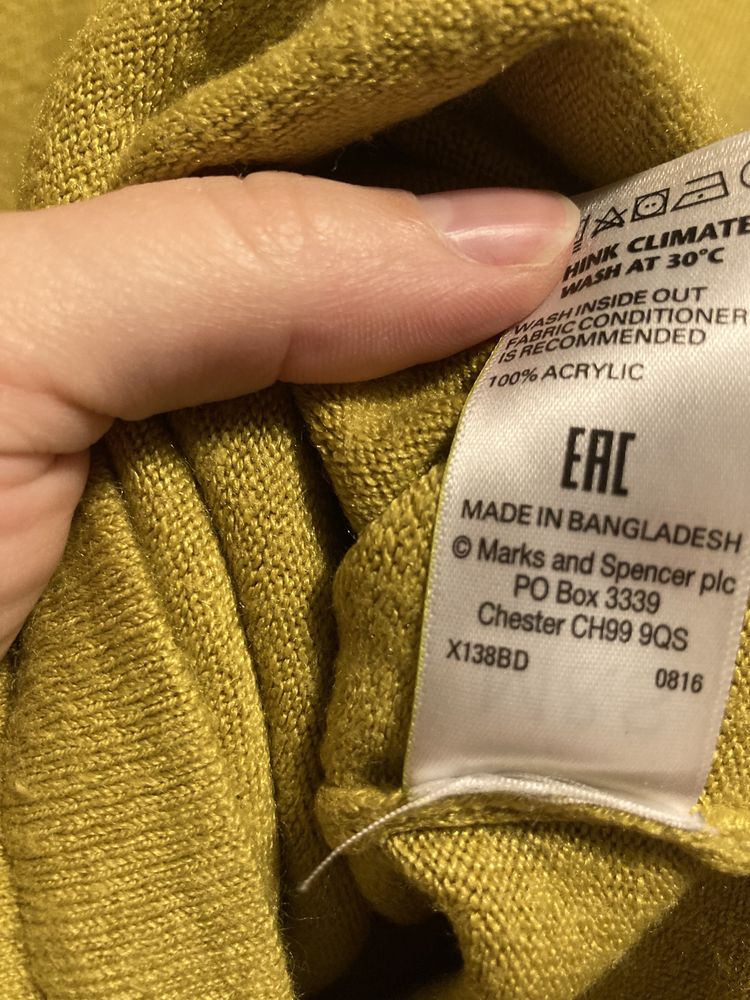 HINK CLIMATE
WASH AT 30°C
WASH INSIDE OUT
FABRIC CONDITIONER
IS RECOMMENDED
100% ACRYLIC
EAC
MADE IN BANGLADESH
© Marks and Spencer plc
PO Box 3339
Chester CH99 9QS
X138BD
0816